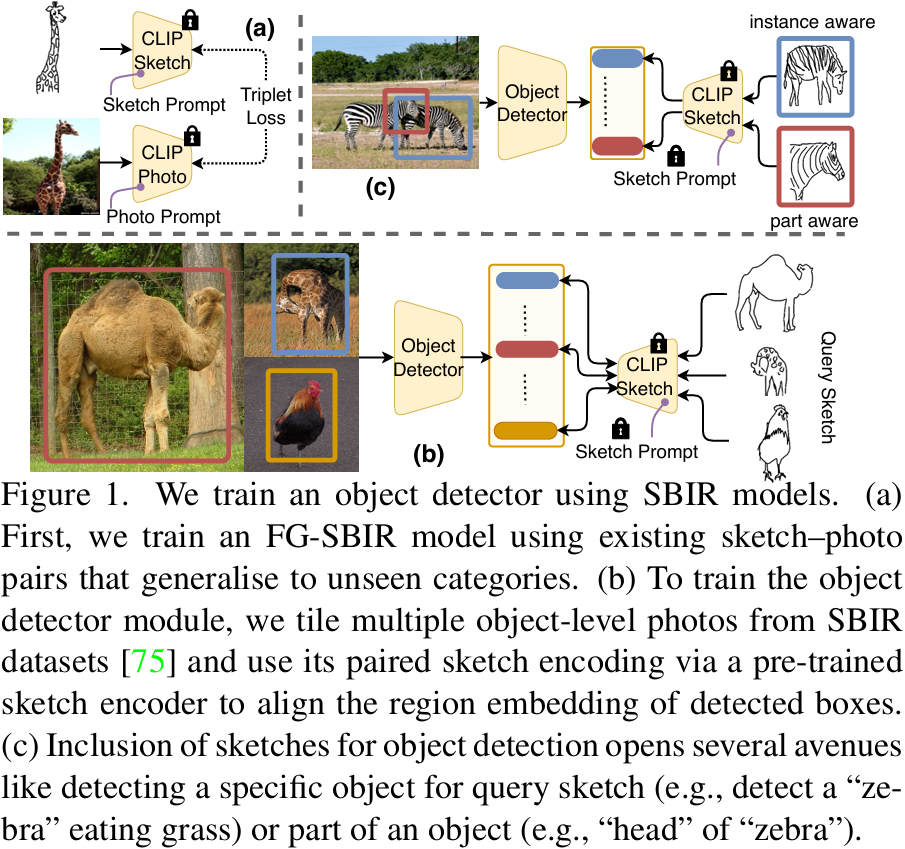 (a)
CLIP
Sketch
Sketch Prompt
Triplet
Loss
CLIP
Photo
Photo Prompt
instance aware
Object
Detector
CLIP
Sketch
Sketch Prompt
(c)
part aware
Object
Detector
CLIP
Sketch
Sketch Prompt
(b)
Query Sketch
Figure 1. We train an object detector using SBIR models. (a)
First, we train an FG-SBIR model using existing sketch–photo
pairs that generalise to unseen categories. (b) To train the object
detector module, we tile multiple object-level photos from SBIR
datasets [75] and use its paired sketch encoding via a pre-trained
sketch encoder to align the region embedding of detected boxes.
(c) Inclusion of sketches for object detection opens several avenues
like detecting a specific object for query sketch (e.g., detect a “ze-
bra” eating grass) or part of an object (e.g., “head” of “zebra”).